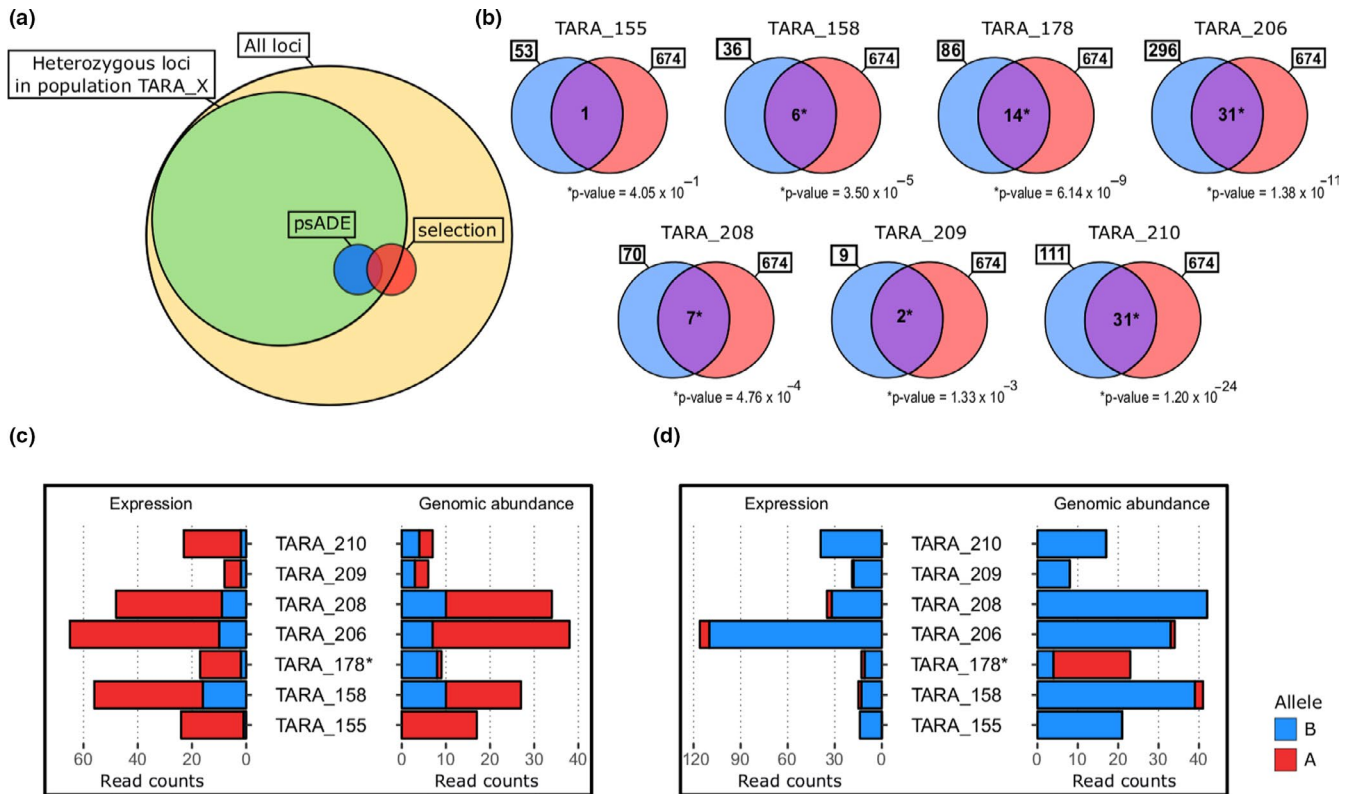 (a)
All loci
Heterozygous loci
in population TARA_X
psADE
selection
(b)
TARA_155
53
674
1
*p-value = 4.05 x 10⁻¹
TARA_158
36
674
6*
*p-value = 3.50 x 10⁻⁵
TARA_178
86
674
14*
*p-value = 6.14 x 10⁻⁹
TARA_206
296
674
31*
*p-value = 1.38 x 10⁻¹¹
TARA_208
70
674
7*
*p-value = 4.76 x 10⁻⁴
TARA_209
9
674
2*
*p-value = 1.33 x 10⁻³
TARA_210
111
674
31*
*p-value = 1.20 x 10⁻²⁴
(c)
Expression
Genomic abundance
TARA_210
TARA_209
TARA_208
TARA_206
TARA_178*
TARA_158
TARA_155
60 40 20 0
0 10 20 30 40
Read counts
Read counts
(d)
Expression
Genomic abundance
TARA_210
TARA_209
TARA_208
TARA_206
TARA_178*
TARA_158
TARA_155
120 90 60 30 0
0 10 20 30 40
Read counts
Read counts
Allele
B
A